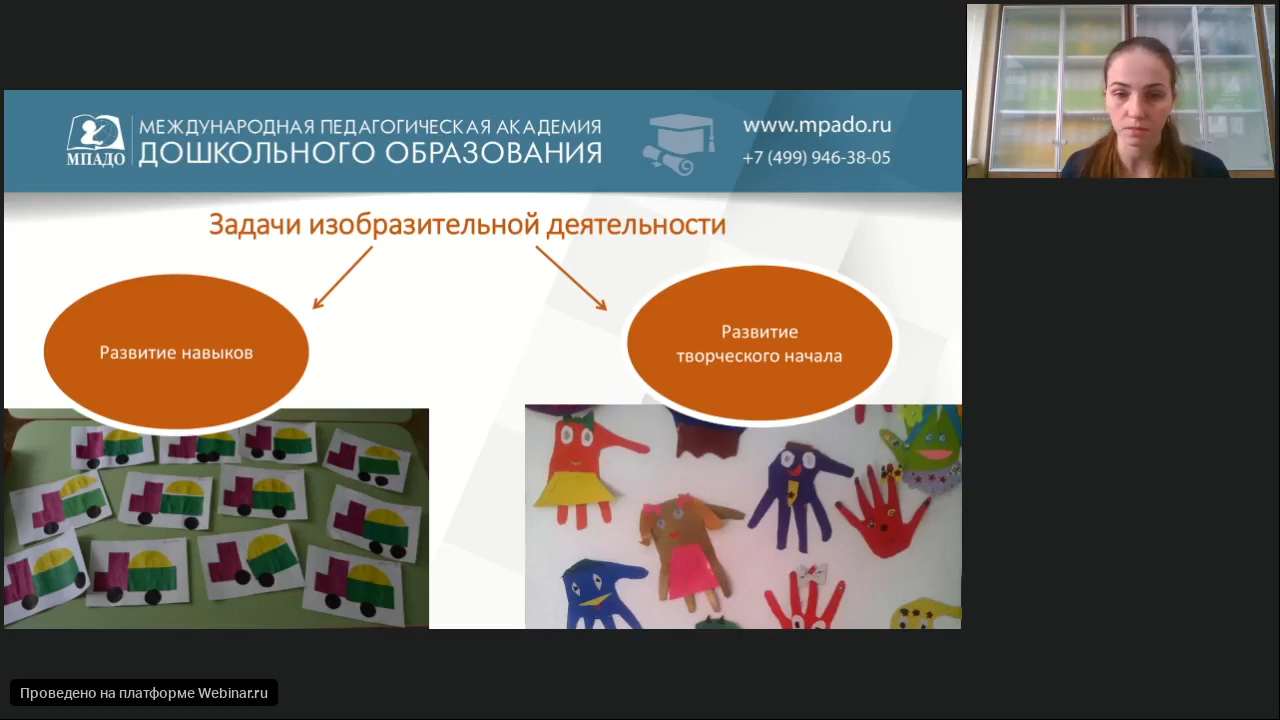 МПАДО
МЕЖДУНАРОДНАЯ ПЕДАГОГИЧЕСКАЯ АКАДЕМИЯ
ДОШКОЛЬНОГО ОБРАЗОВАНИЯ
www.mpado.ru
+7 (499) 946-38-05
Задачи изобразительной деятельности
Развитие навыков
Развитие
творческого начала
Проведено на платформе Webinar.ru